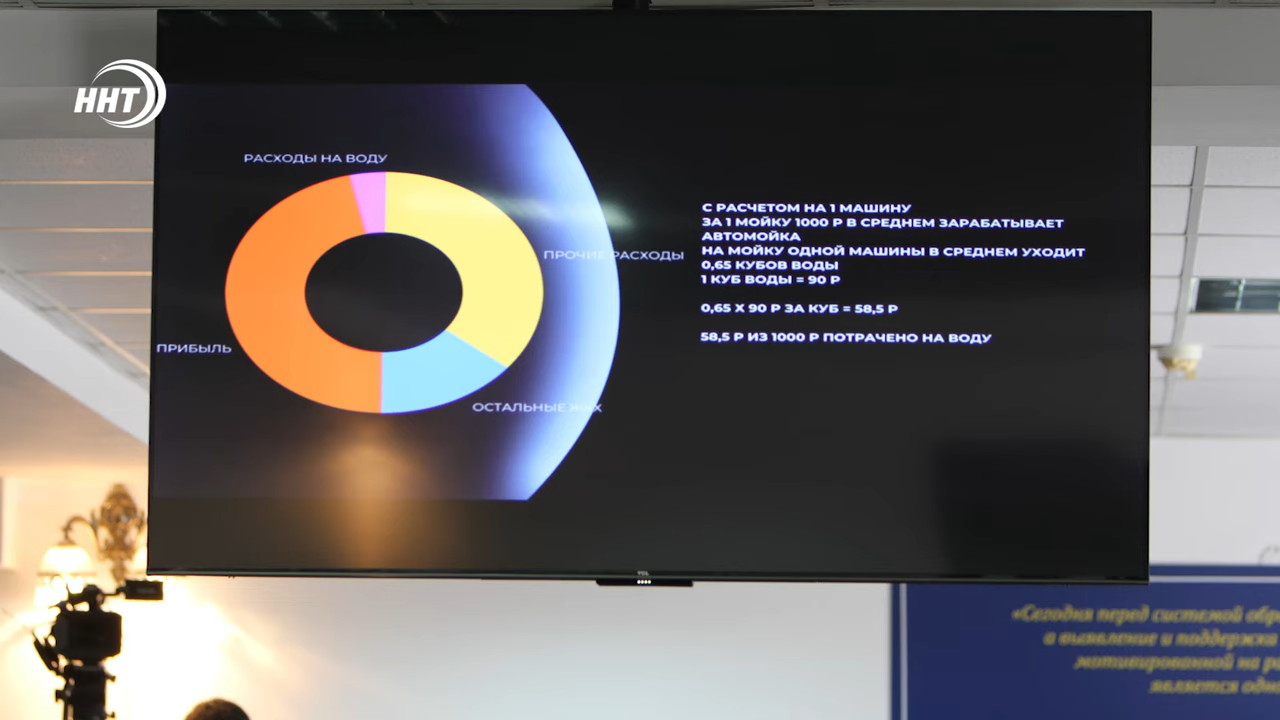 ННТ
РАСХОДЫ НА ВОДУ
ПРОЧИЕ РАСХОДЫ
ПРИБЫЛЬ
ОСТАЛЬНЫЕ ЖКХ
С РАСЧЕТОМ НА 1 МАШИНУ
ЗА 1 МОЙКУ 1000 Р В СРЕДНЕМ ЗАРАБАТЫВАЕТ
АВТОМОЙКА
НА МОЙКУ ОДНОЙ МАШИНЫ В СРЕДНЕМ УХОДИТ
0,65 КУБОВ ВОДЫ
1 КУБ ВОДЫ = 90 Р
0,65 Х 90 Р ЗА КУБ = 58,5 Р
58,5 Р ИЗ 1000 Р ПОТРАЧЕНО НА ВОДУ
TCL
«Сегодня перед системой
а выявление и поддержка
мотивированной на
является